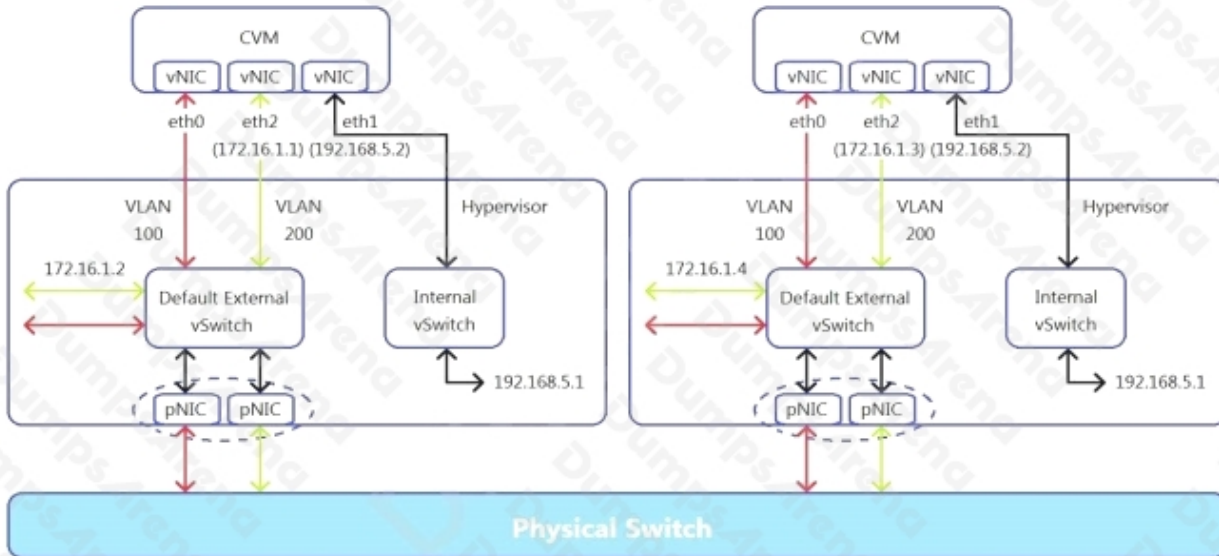 CVM
vNIC vNIC vNIC
eth0 eth2 eth1
(172.16.1.1) (192.168.5.2)
VLAN 100
VLAN 200
Hypervisor
172.16.1.2
Default External vSwitch
Internal vSwitch
192.168.5.1
pNIC pNIC
CVM
vNIC vNIC vNIC
eth0 eth2 eth1
(172.16.1.3) (192.168.5.2)
VLAN 100
VLAN 200
Hypervisor
172.16.1.4
Default External vSwitch
Internal vSwitch
192.168.5.1
pNIC pNIC
Physical Switch
DumpsArena